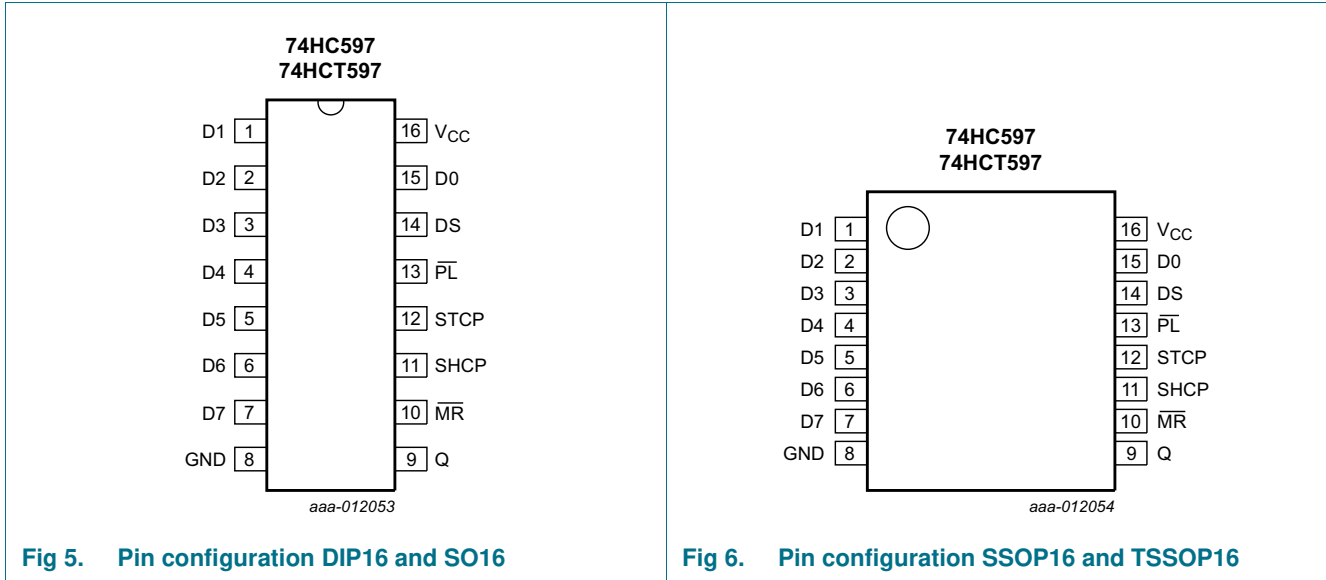 74HC597
74HCT597
D1 1 16 VCC
D2 2 15 D0
D3 3 14 DS
D4 4 13 P̅L̅
D5 5 12 STCP
D6 6 11 SHCP
D7 7 10 M̅R̅
GND 8 9 Q
aaa-012053
Fig 5. Pin configuration DIP16 and SO16
74HC597
74HCT597
D1 1 16 VCC
D2 2 15 D0
D3 3 14 DS
D4 4 13 P̅L̅
D5 5 12 STCP
D6 6 11 SHCP
D7 7 10 M̅R̅
GND 8 9 Q
aaa-012054
Fig 6. Pin configuration SSOP16 and TSSOP16